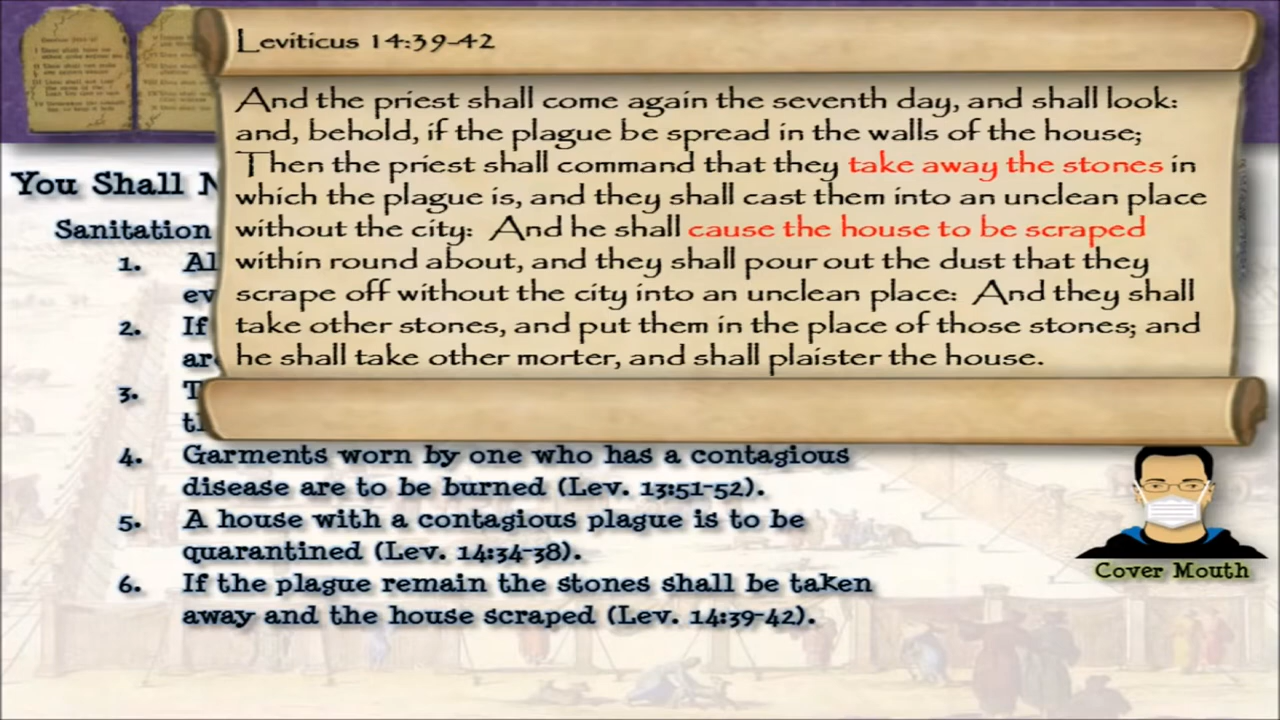 Leviticus 14:39-42
And the priest shall come again the seventh day, and shall look:
and, behold, if the plague be spread in the walls of the house;
Then the priest shall command that they take away the stones in
which the plague is, and they shall cast them into an unclean place
without the city: And he shall cause the house to be scraped
within round about, and they shall pour out the dust that they
scrape off without the city into an unclean place: And they shall
take other stones, and put them in the place of those stones; and
he shall take other morter, and shall plaister the house.
You Shall
Sanitation
1.
2. If
3.
4. Garments worn by one who has a contagious
disease are to be burned (Lev. 13:51-52).
5. A house with a contagious plague is to be
quarantined (Lev. 14:34-38).
6. If the plague remain the stones shall be taken
away and the house scraped (Lev. 14:39-42).
Cover Mouth